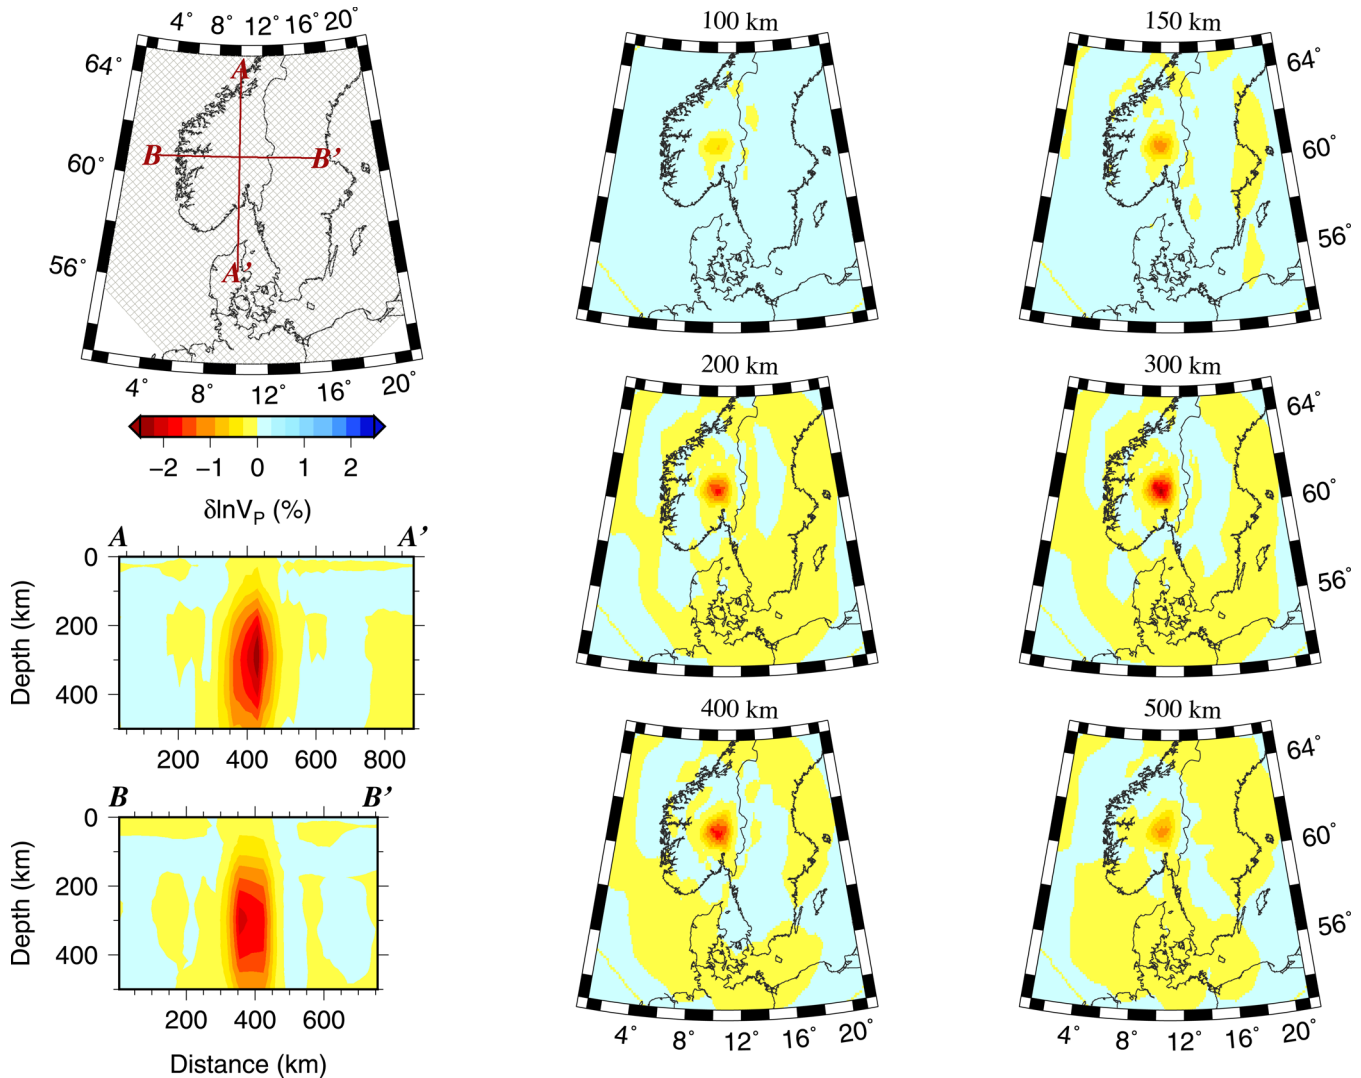 4° 8° 12° 16° 20°
64°
60°
56°
A
B B’
A’
4° 8° 12° 16° 20°
−2 −1 0 1 2
δlnVP (%)
A A’
0
200
400
Depth (km)
200 400 600 800
B B’
0
200
400
Depth (km)
200 400 600
Distance (km)
100 km
150 km
64°
60°
56°
200 km
300 km
64°
60°
56°
400 km
500 km
64°
60°
56°
4° 8° 12° 16° 20°
4° 8° 12° 16° 20°